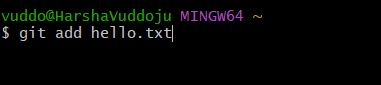 vuddo@HarshaVuddoju MINGW64 ~
$ git add hello.txt